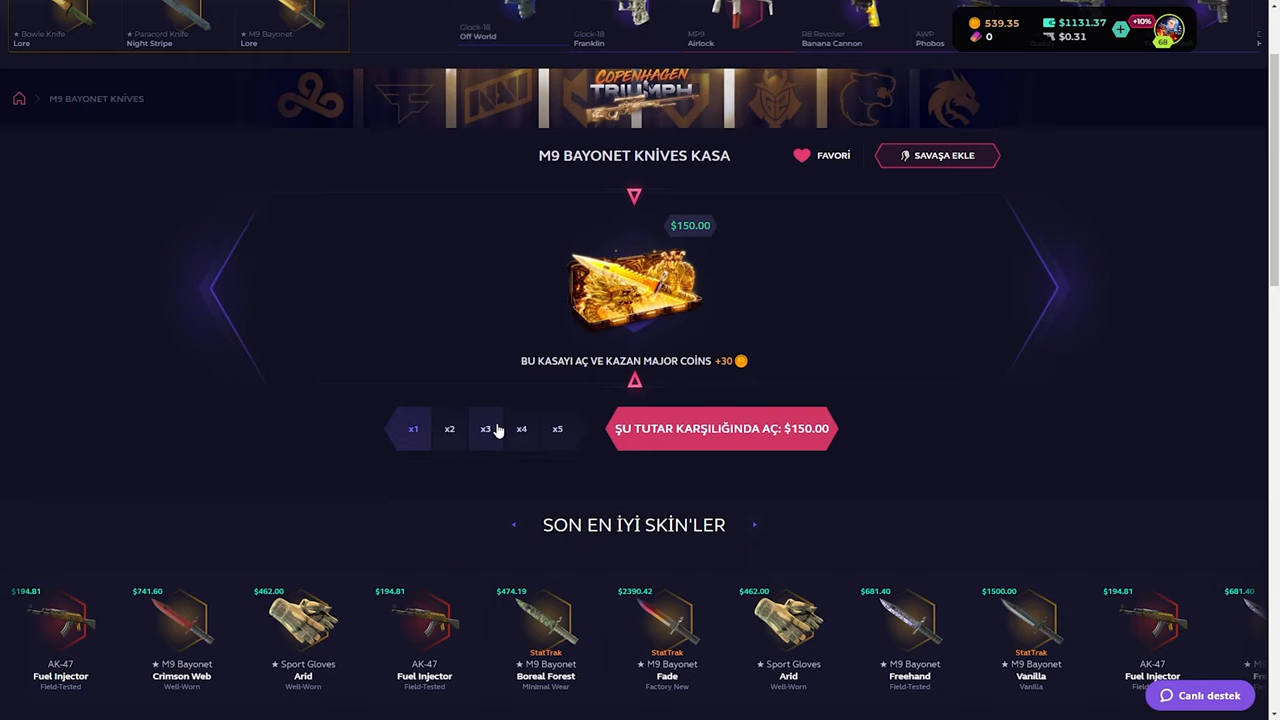 ★ Bowie Knife
Lore
★ Paracord Knife
Night Stripe
★ M9 Bayonet
Lore
Glock-18
Off World
Glock-18
Franklin
MP9
Airlock
R8 Revolver
Banana Cannon
AWP
Phobos
539.35
0
$1131.37
$0.31
+10%
68
M9 BAYONET KNİVES
COPENHAGEN
TRIUMPH
M9 BAYONET KNİVES KASA
FAVORİ
SAVAŞA EKLE
$150.00
BU KASAYI AÇ VE KAZAN MAJOR COİNS +30
x1
x2
x3
x4
x5
ŞU TUTAR KARŞILIĞINDA AÇ: $150.00
SON EN İYİ SKİN'LER
$194.81
AK-47
Fuel Injector
Field-Tested
$741.60
★ M9 Bayonet
Crimson Web
Well-Worn
$462.00
★ Sport Gloves
Arid
Well-Worn
$194.81
AK-47
Fuel Injector
Field-Tested
$474.19
StatTrak
★ M9 Bayonet
Boreal Forest
Minimal Wear
$2390.42
StatTrak
★ M9 Bayonet
Fade
Factory New
$462.00
★ Sport Gloves
Arid
Well-Worn
$681.40
★ M9 Bayonet
Freehand
Field-Tested
$1500.00
StatTrak
★ M9 Bayonet
Vanilla
Vanilla
$194.81
AK-47
Fuel Injector
$681.40
Canlı destek